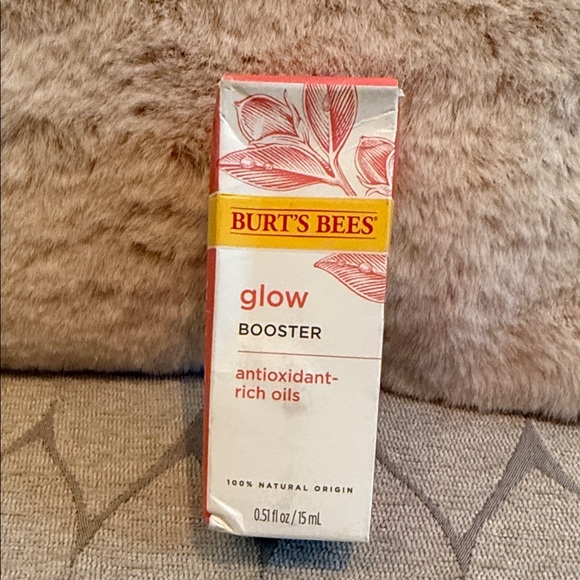 BURT'S BEES®
glow
BOOSTER
antioxidant-
rich oils
100% NATURAL ORIGIN
0.51 fl oz / 15 mL